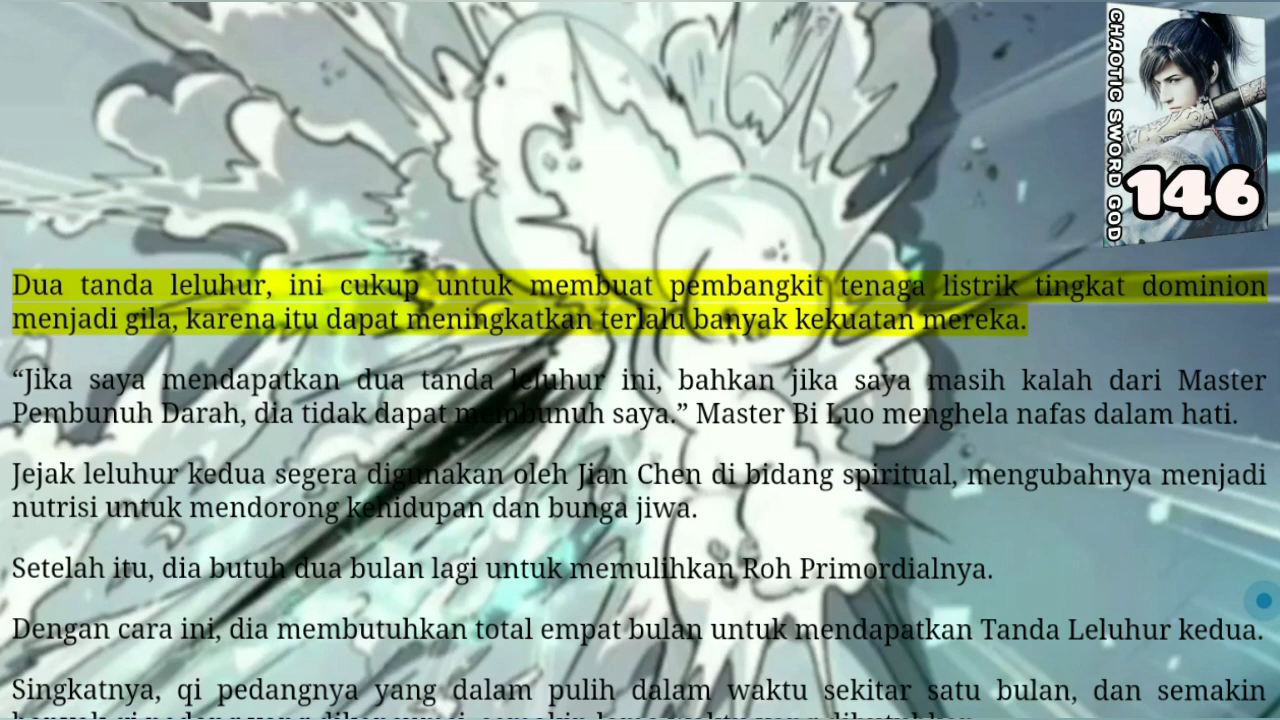 CHAOTIC SWORD GOD
146
Dua tanda leluhur, ini cukup untuk membuat pembangkit tenaga listrik tingkat dominion
menjadi gila, karena itu dapat meningkatkan terlalu banyak kekuatan mereka.
“Jika saya mendapatkan dua tanda leluhur ini, bahkan jika saya masih kalah dari Master
Pembunuh Darah, dia tidak dapat membunuh saya.” Master Bi Luo menghela nafas dalam hati.
Jejak leluhur kedua segera digunakan oleh Jian Chen di bidang spiritual, mengubahnya menjadi
nutrisi untuk mendorong kehidupan dan bunga jiwa.
Setelah itu, dia butuh dua bulan lagi untuk memulihkan Roh Primordialnya.
Dengan cara ini, dia membutuhkan total empat bulan untuk mendapatkan Tanda Leluhur kedua.
Singkatnya, qi pedangnya yang dalam pulih dalam waktu sekitar satu bulan, dan semakin